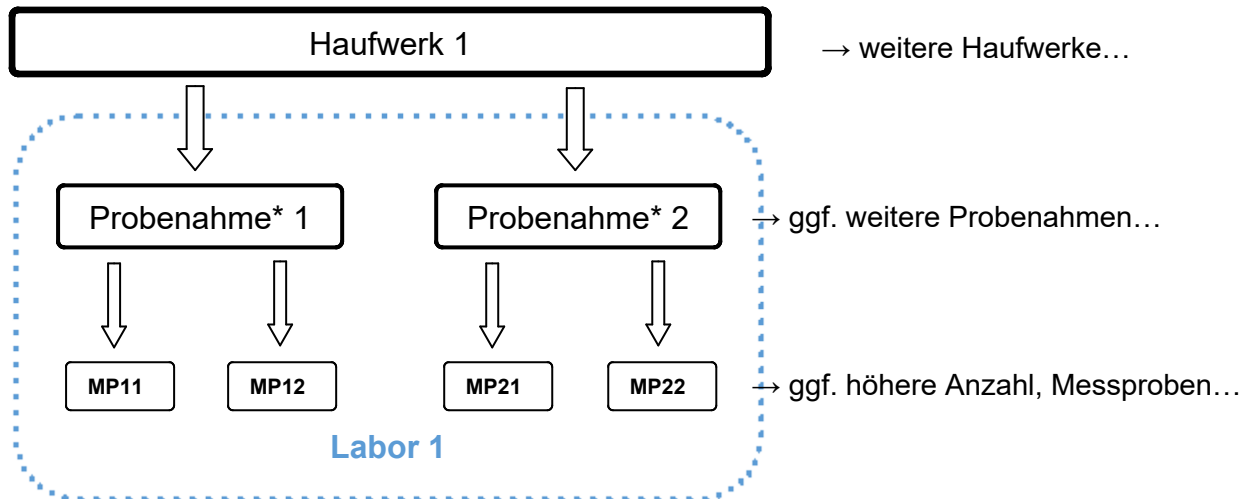 Haufwerk 1
→ weitere Haufwerke…
Probenahme* 1
Probenahme* 2
→ ggf. weitere Probenahmen…
MP11
MP12
MP21
MP22
→ ggf. höhere Anzahl, Messproben…
Labor 1